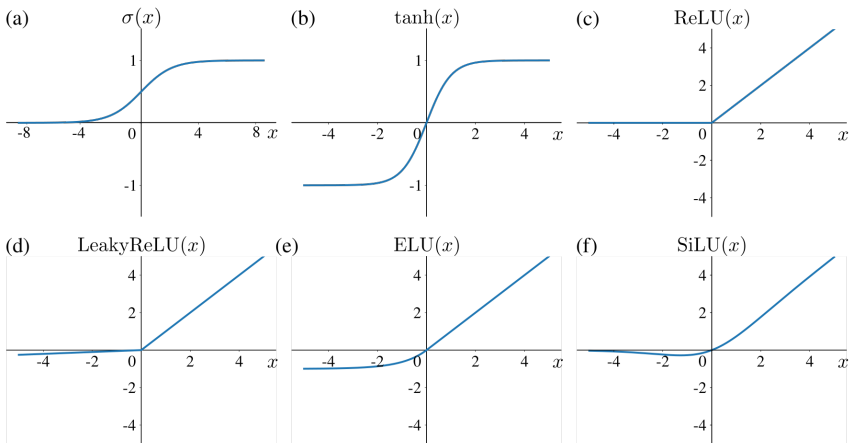 (a) σ(x)
1
-8 -4 0 4 8 x
-1
(b) tanh(x)
1
-4 -2 0 2 4 x
-1
(c) ReLU(x)
4
2
-4 -2 0 2 4 x
-2
-4
(d) LeakyReLU(x)
4
2
-4 -2 0 2 4 x
-2
-4
(e) ELU(x)
4
2
-4 -2 0 2 4 x
-2
-4
(f) SiLU(x)
4
2
-4 -2 0 2 4 x
-2
-4